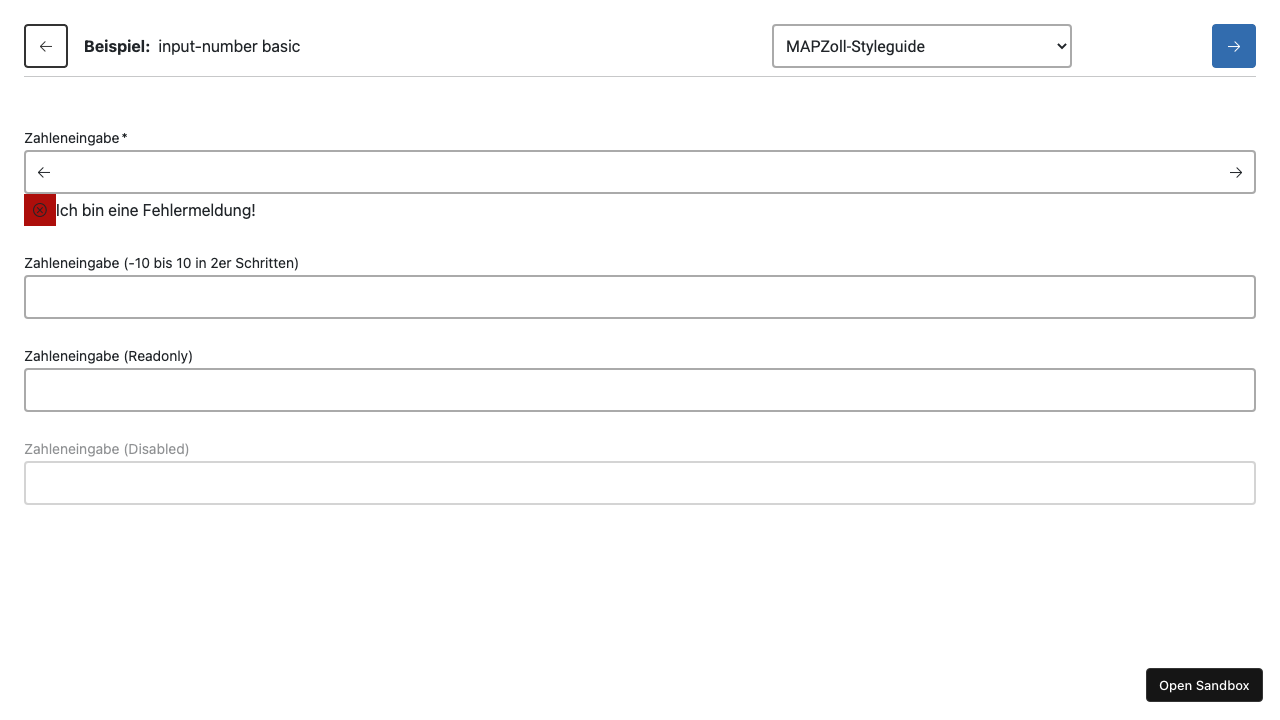 Beispiel: input-number basic
MAPZoll-Styleguide
Zahleneingabe*
Ich bin eine Fehlermeldung!
Zahleneingabe (-10 bis 10 in 2er Schritten)
Zahleneingabe (Readonly)
Zahleneingabe (Disabled)
Open Sandbox